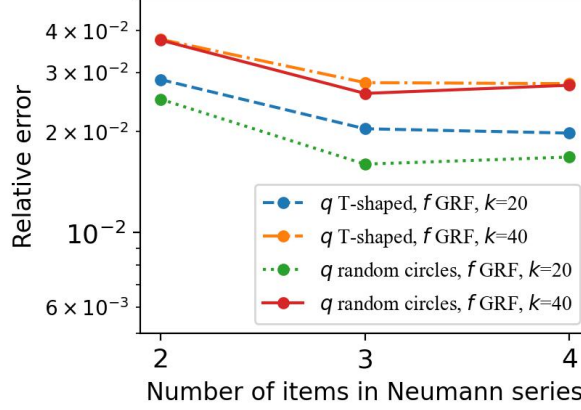 4 × 10⁻²
3 × 10⁻²
2 × 10⁻²
10⁻²
6 × 10⁻³
Relative error
q T-shaped, f GRF, k=20
q T-shaped, f GRF, k=40
q random circles, f GRF, k=20
q random circles, f GRF, k=40
2 3 4
Number of items in Neumann series